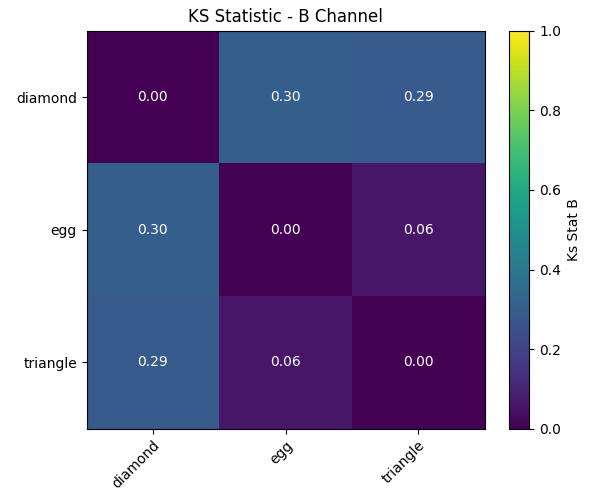 KS Statistic - B Channel
diamond
0.00
0.30
0.29
egg
0.30
0.00
0.06
triangle
0.29
0.06
0.00
diamond
egg
triangle
1.0
0.8
0.6
0.4
0.2
0.0
Ks Stat B